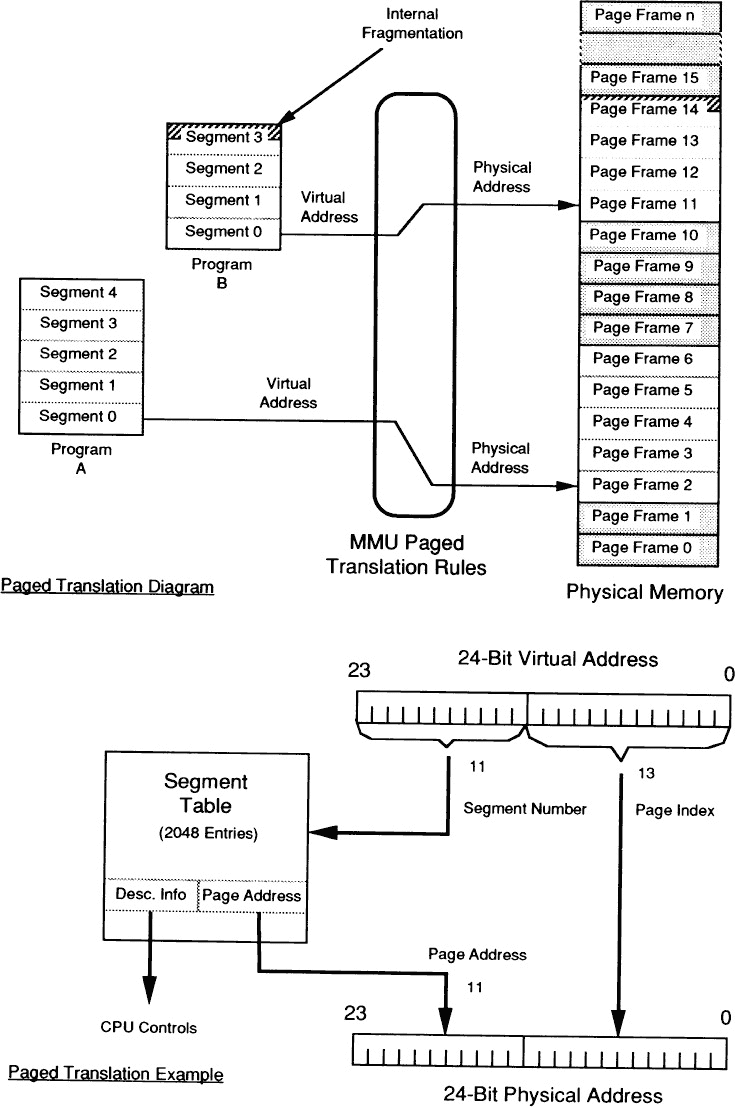 Internal
Fragmentation
Page Frame n
Page Frame 15
Page Frame 14
Page Frame 13
Page Frame 12
Page Frame 11
Page Frame 10
Page Frame 9
Page Frame 8
Page Frame 7
Page Frame 6
Page Frame 5
Page Frame 4
Page Frame 3
Page Frame 2
Page Frame 1
Page Frame 0
Physical Memory
Segment 3
Segment 2
Segment 1
Segment 0
Program
B
Virtual
Address
Physical
Address
Segment 4
Segment 3
Segment 2
Segment 1
Segment 0
Program
A
Virtual
Address
Physical
Address
MMU Paged
Translation Rules
Paged Translation Diagram
24-Bit Virtual Address
23
0
11
13
Segment Number
Page Index
Segment
Table
(2048 Entries)
Desc. Info
Page Address
Page Address
11
CPU Controls
23
0
24-Bit Physical Address
Paged Translation Example